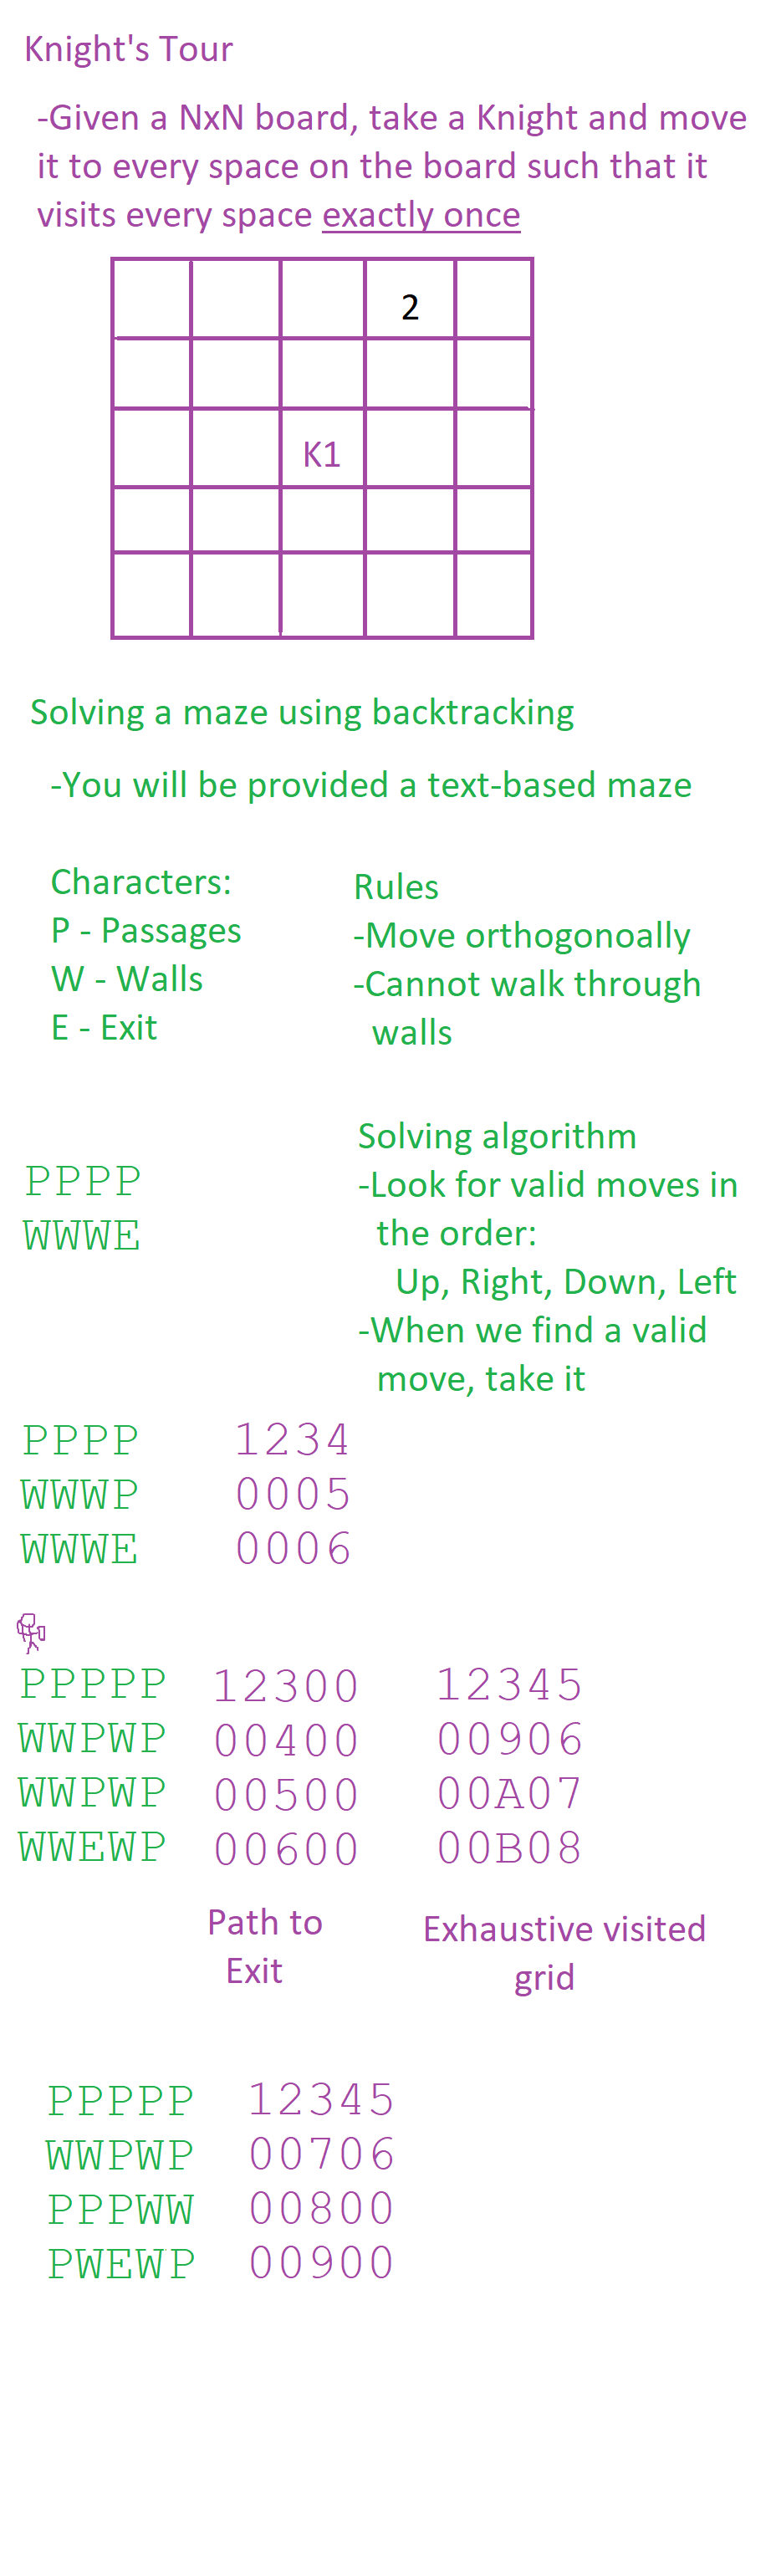 Knight's Tour
-Given a NxN board, take a Knight and move
it to every space on the board such that it
visits every space exactly once
2
K1
Solving a maze using backtracking
-You will be provided a text-based maze
Characters:
P - Passages
W - Walls
E - Exit
Rules
-Move orthogonoally
-Cannot walk through
walls
PPPP
WWWE
Solving algorithm
-Look for valid moves in
the order:
Up, Right, Down, Left
-When we find a valid
move, take it
PPPP 1234
WWWP 0005
WWWE 0006
PPPPP 12300 12345
WWPWP 00400 00906
WWPWP 00500 00A07
WWEWP 00600 00B08
Path to
Exit
Exhaustive visited
grid
PPPPP 12345
WWPWP 00706
PPPWW 00800
PWEWP 00900